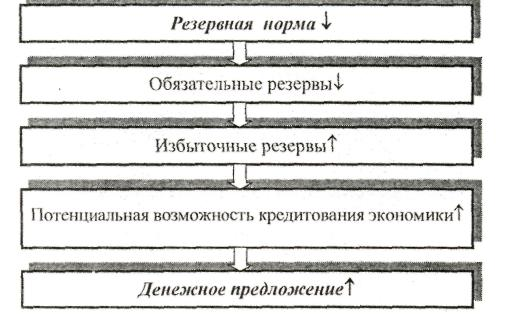 Резервная норма↓
Обязательные резервы↓
Избыточные резервы↑
Потенциальная возможность кредитования экономики↑
Денежное предложение↑